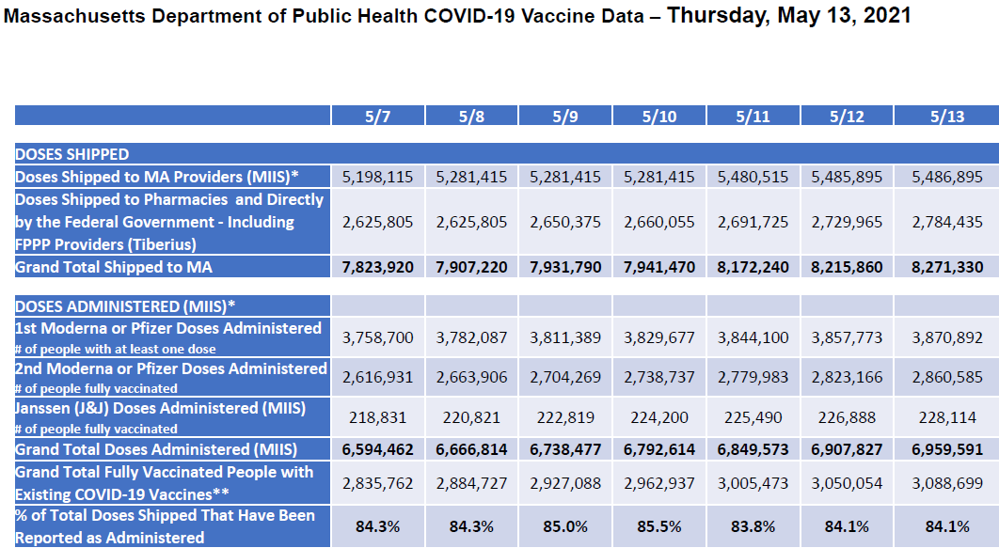 Massachusetts Department of Public Health COVID-19 Vaccine Data – Thursday, May 13, 2021
5/7 5/8 5/9 5/10 5/11 5/12 5/13
DOSES SHIPPED
Doses Shipped to MA Providers (MIIS)* 5,198,115 5,281,415 5,281,415 5,281,415 5,480,515 5,485,895 5,486,895
Doses Shipped to Pharmacies and Directly
by the Federal Government - Including 2,625,805 2,625,805 2,650,375 2,660,055 2,691,725 2,729,965 2,784,435
FPPP Providers (Tiberius)
Grand Total Shipped to MA 7,823,920 7,907,220 7,931,790 7,941,470 8,172,240 8,215,860 8,271,330
DOSES ADMINISTERED (MIIS)*
1st Moderna or Pfizer Doses Administered 3,758,700 3,782,087 3,811,389 3,829,677 3,844,100 3,857,773 3,870,892
# of people with at least one dose
2nd Moderna or Pfizer Doses Administered 2,616,931 2,663,906 2,704,269 2,738,737 2,779,983 2,823,166 2,860,585
# of people fully vaccinated
Janssen (J&J) Doses Administered (MIIS) 218,831 220,821 222,819 224,200 225,490 226,888 228,114
# of people fully vaccinated
Grand Total Doses Administered (MIIS) 6,594,462 6,666,814 6,738,477 6,792,614 6,849,573 6,907,827 6,959,591
Grand Total Fully Vaccinated People with 2,835,762 2,884,727 2,927,088 2,962,937 3,005,473 3,050,054 3,088,699
Existing COVID-19 Vaccines**
% of Total Doses Shipped That Have Been 84.3% 84.3% 85.0% 85.5% 83.8% 84.1% 84.1%
Reported as Administered